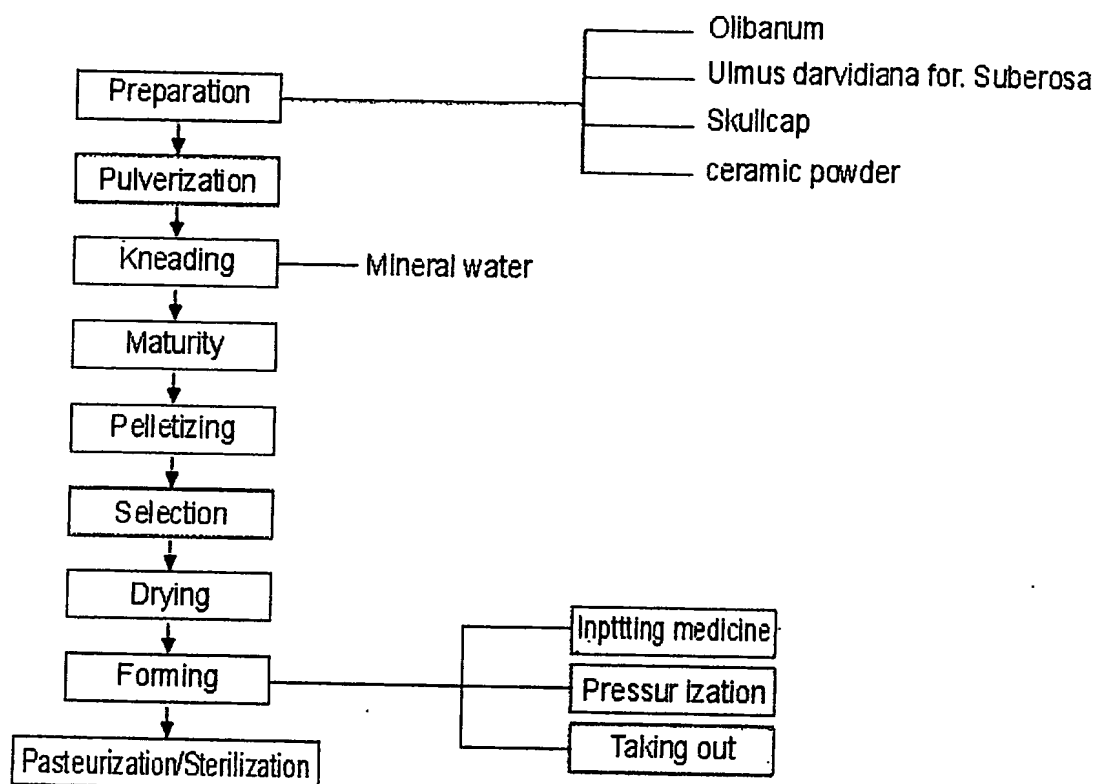 Preparation
Olibanum
Ulmus darvidiana for. Suberosa
Skullcap
ceramic powder
Pulverization
Kneading
Mineral water
Maturity
Pelletizing
Selection
Drying
Forming
Inpttting medicine
Pressur ization
Taking out
Pasteurization/Sterilization